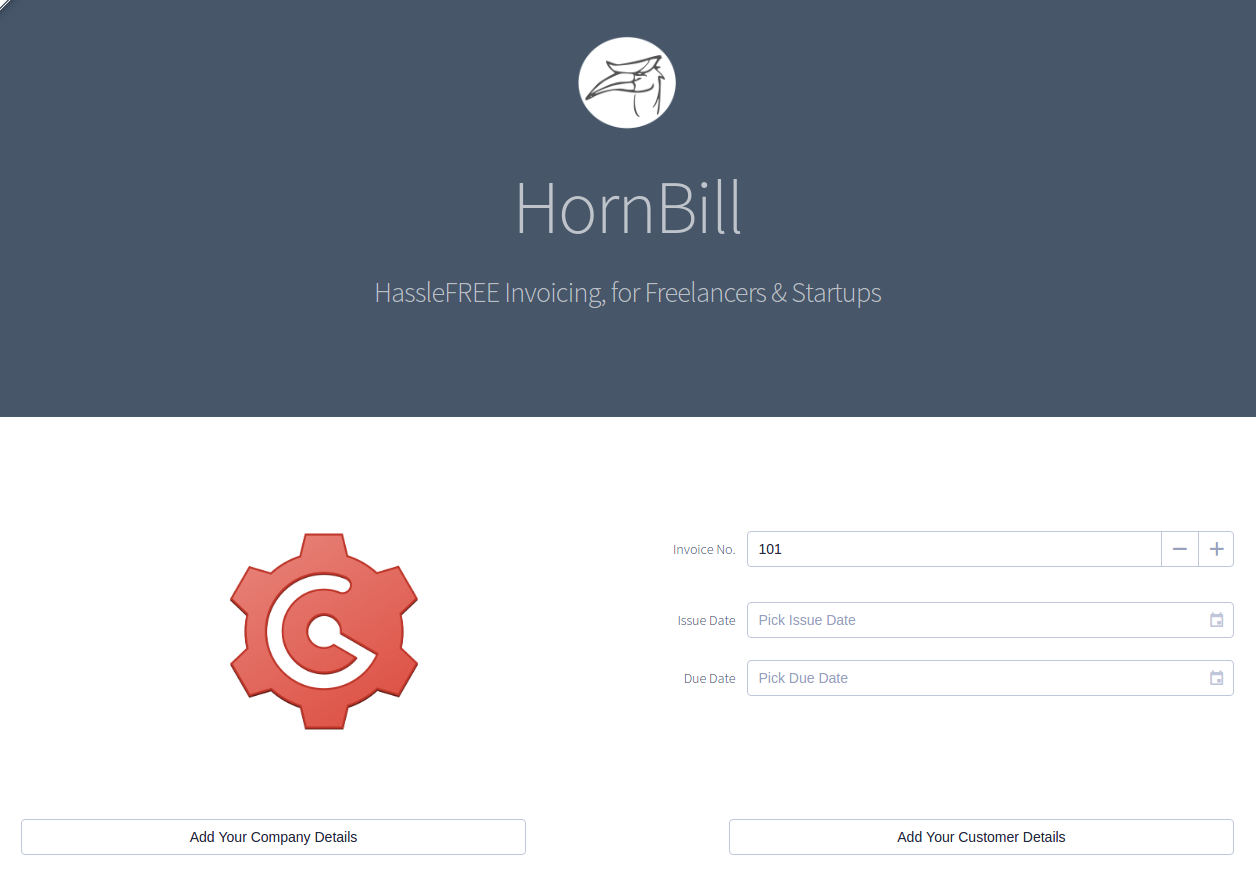 HornBill
HassleFREE Invoicing, for Freelancers & Startups
Invoice No.
101
Issue Date
Pick Issue Date
Due Date
Pick Due Date
Add Your Company Details
Add Your Customer Details